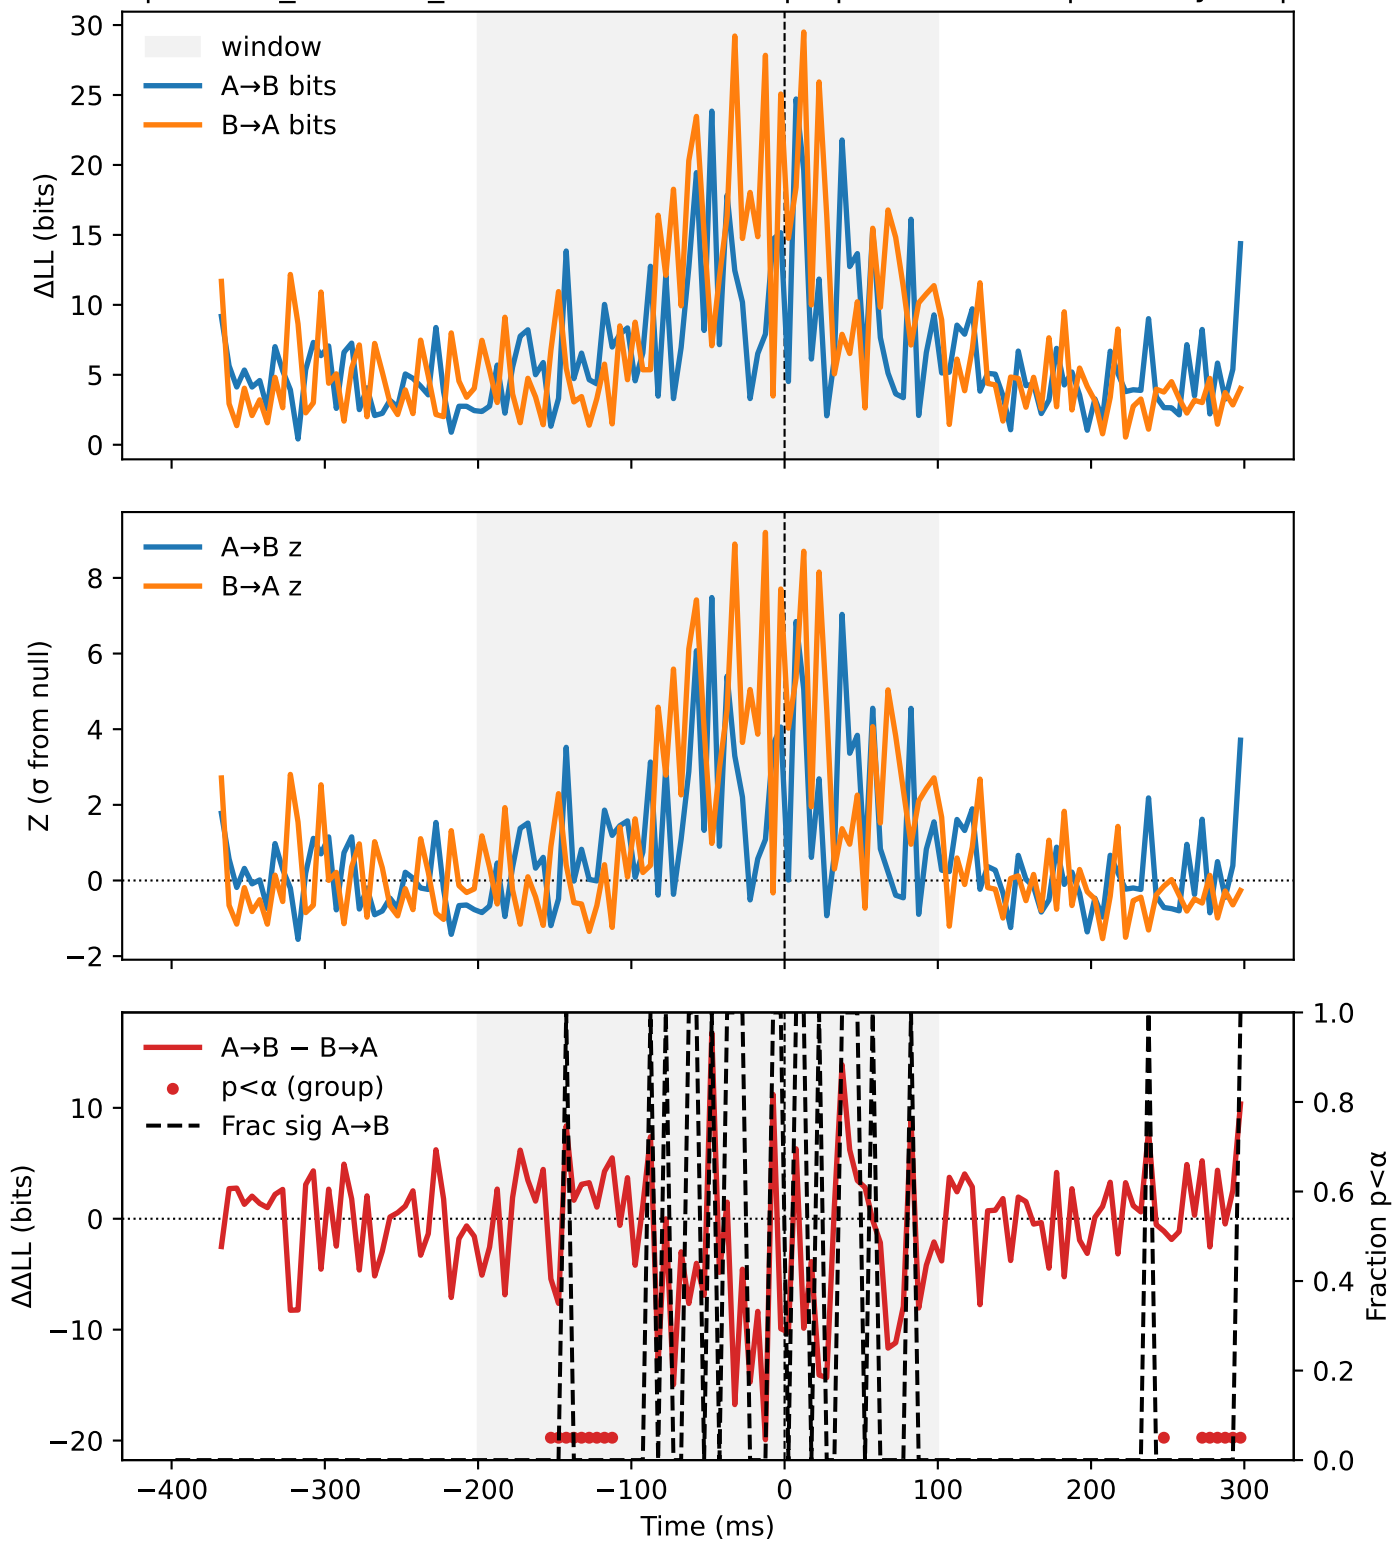 30
25
20
15
10
5
0
ΔLL (bits)
window
A→B bits
B→A bits
8
6
4
2
0
−2
Z (σ from null)
A→B z
B→A z
10
0
−10
−20
ΔΔLL (bits)
A→B − B→A
p<α (group)
Frac sig A→B
1.0
0.8
0.6
0.4
0.2
0.0
Fraction p<α
−400 −300 −200 −100 0 100 200 300
Time (ms)